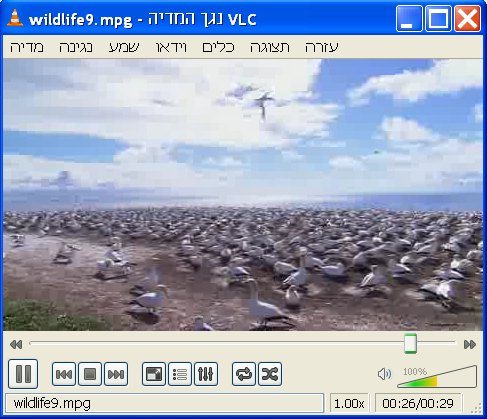 wildlife9.mpg - נגן המדיה VLC
מדיה נגינה שמע וידאו כלים תצוגה עזרה
100%
wildlife9.mpg 1.00x 00:26/00:29